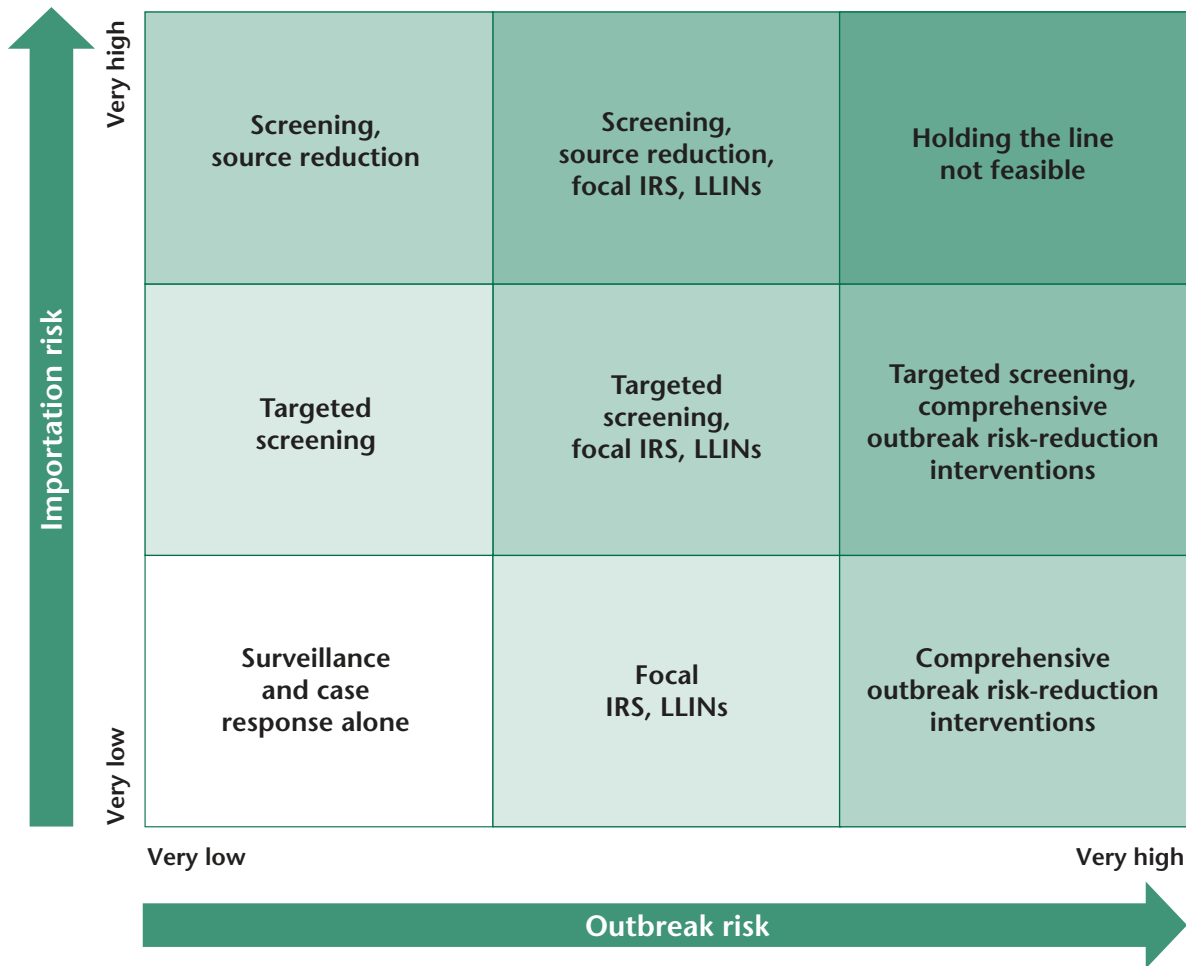 Very high
Importation risk
Very low
Screening,
source reduction
Screening,
source reduction,
focal IRS, LLINs
Holding the line
not feasible
Targeted
screening
Targeted
screening,
focal IRS, LLINs
Targeted screening,
comprehensive
outbreak risk-reduction
interventions
Surveillance
and case
response alone
Focal
IRS, LLINs
Comprehensive
outbreak risk-reduction
interventions
Very low
Very high
Outbreak risk